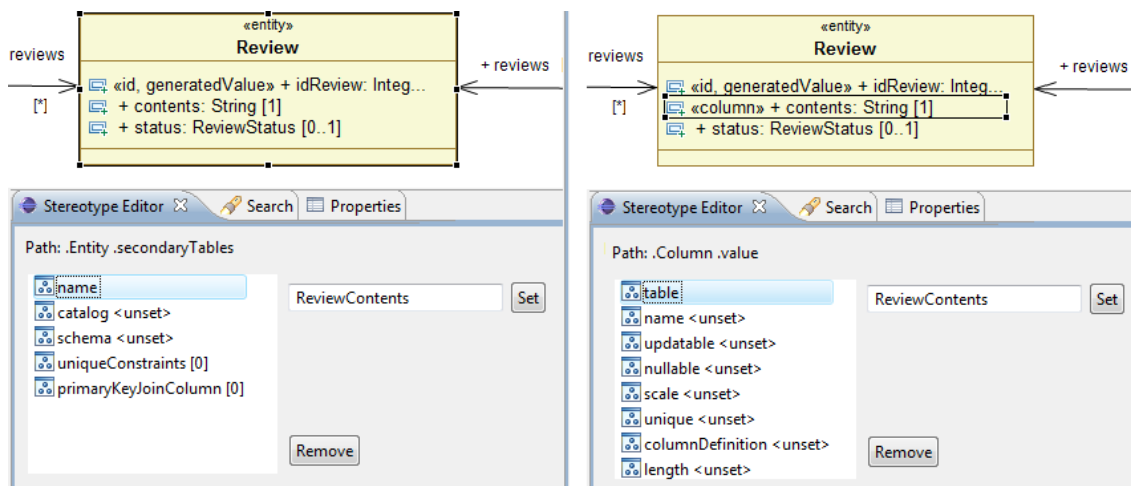 «entity»
Review
reviews
[*]
+ reviews
«id, generatedValue» + idReview: Integ...
+ contents: String [1]
+ status: ReviewStatus [0..1]
Stereotype Editor
Search
Properties
Path: .Entity .secondaryTables
name
catalog <unset>
schema <unset>
uniqueConstraints [0]
primaryKeyJoinColumn [0]
ReviewContents
Set
Remove
«entity»
Review
reviews
[*]
+ reviews
«id, generatedValue» + idReview: Integ...
«column» + contents: String [1]
+ status: ReviewStatus [0..1]
Stereotype Editor
Search
Properties
Path: .Column .value
table
name <unset>
updatable <unset>
nullable <unset>
scale <unset>
unique <unset>
columnDefinition <unset>
length <unset>
ReviewContents
Set
Remove